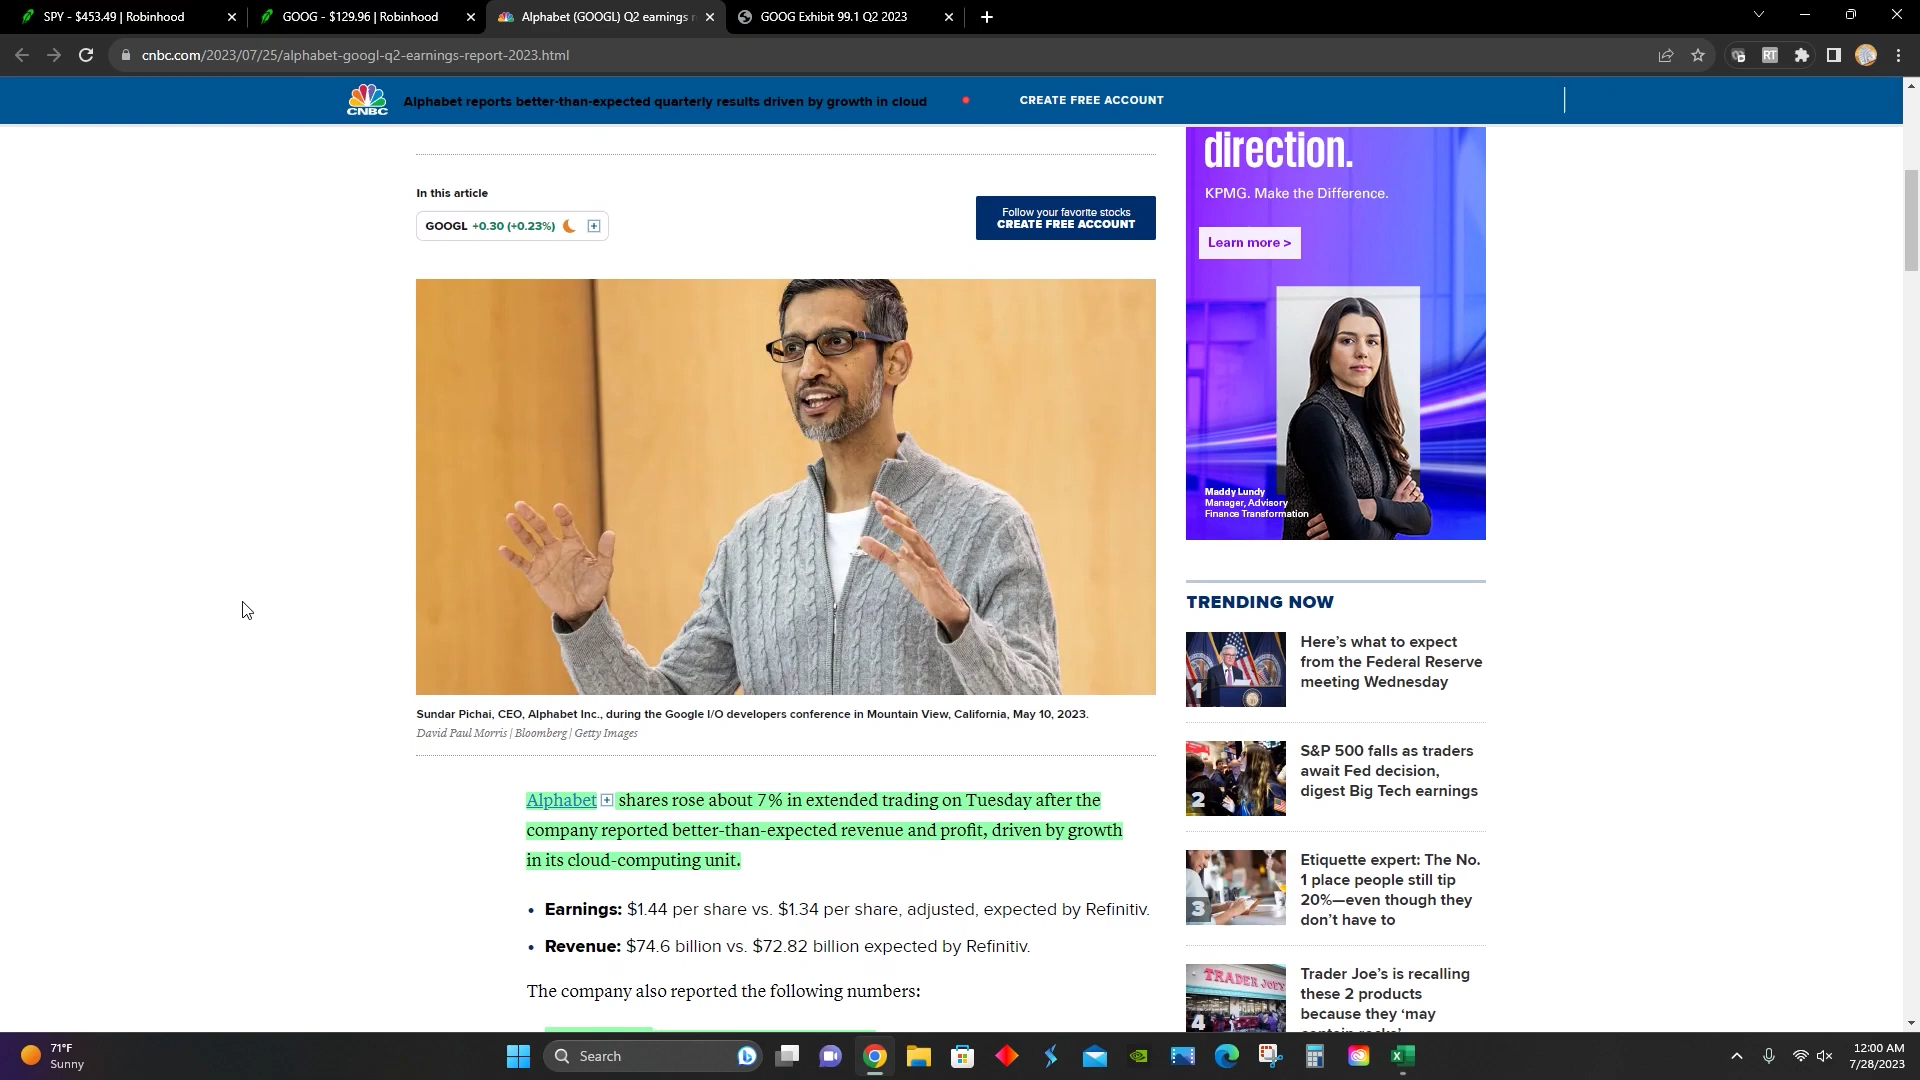 SPY - $453.49 | Robinhood
GOOG - $129.96 | Robinhood
Alphabet (GOOGL) Q2 earnings
GOOG Exhibit 99.1 Q2 2023
cnbc.com/2023/07/25/alphabet-googl-q2-earnings-report-2023.html
RT
CNBC
Alphabet reports better-than-expected quarterly results driven by growth in cloud
CREATE FREE ACCOUNT
In this article
GOOGL +0.30 (+0.23%)
Follow your favorite stocks
CREATE FREE ACCOUNT
Sundar Pichai, CEO, Alphabet Inc., during the Google I/O developers conference in Mountain View, California, May 10, 2023.
David Paul Morris | Bloomberg | Getty Images
Alphabet shares rose about 7% in extended trading on Tuesday after the
company reported better-than-expected revenue and profit, driven by growth
in its cloud-computing unit.
• Earnings: $1.44 per share vs. $1.34 per share, adjusted, expected by Refinitiv.
• Revenue: $74.6 billion vs. $72.82 billion expected by Refinitiv.
The company also reported the following numbers:
direction.
KPMG. Make the Difference.
Learn more >
Maddy Lundy
Manager, Advisory
Finance Transformation
TRENDING NOW
1
Here's what to expect
from the Federal Reserve
meeting Wednesday
2
S&P 500 falls as traders
await Fed decision,
digest Big Tech earnings
3
Etiquette expert: The No.
1 place people still tip
20%—even though they
don't have to
TRADER JOE'S
4
Trader Joe's is recalling
these 2 products
because they 'may
71°F
Sunny
Search
12:00 AM
7/28/2023